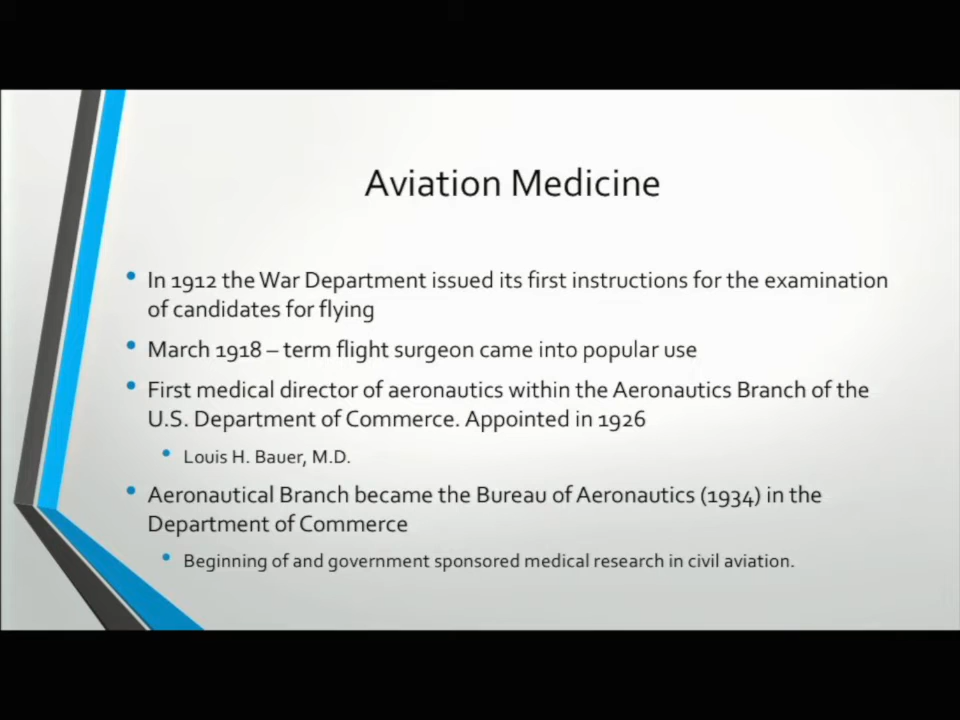 Aviation Medicine
• In 1912 the War Department issued its first instructions for the examination
of candidates for flying
• March 1918 – term flight surgeon came into popular use
• First medical director of aeronautics within the Aeronautics Branch of the
U.S. Department of Commerce. Appointed in 1926
• Louis H. Bauer, M.D.
• Aeronautical Branch became the Bureau of Aeronautics (1934) in the
Department of Commerce
• Beginning of and government sponsored medical research in civil aviation.